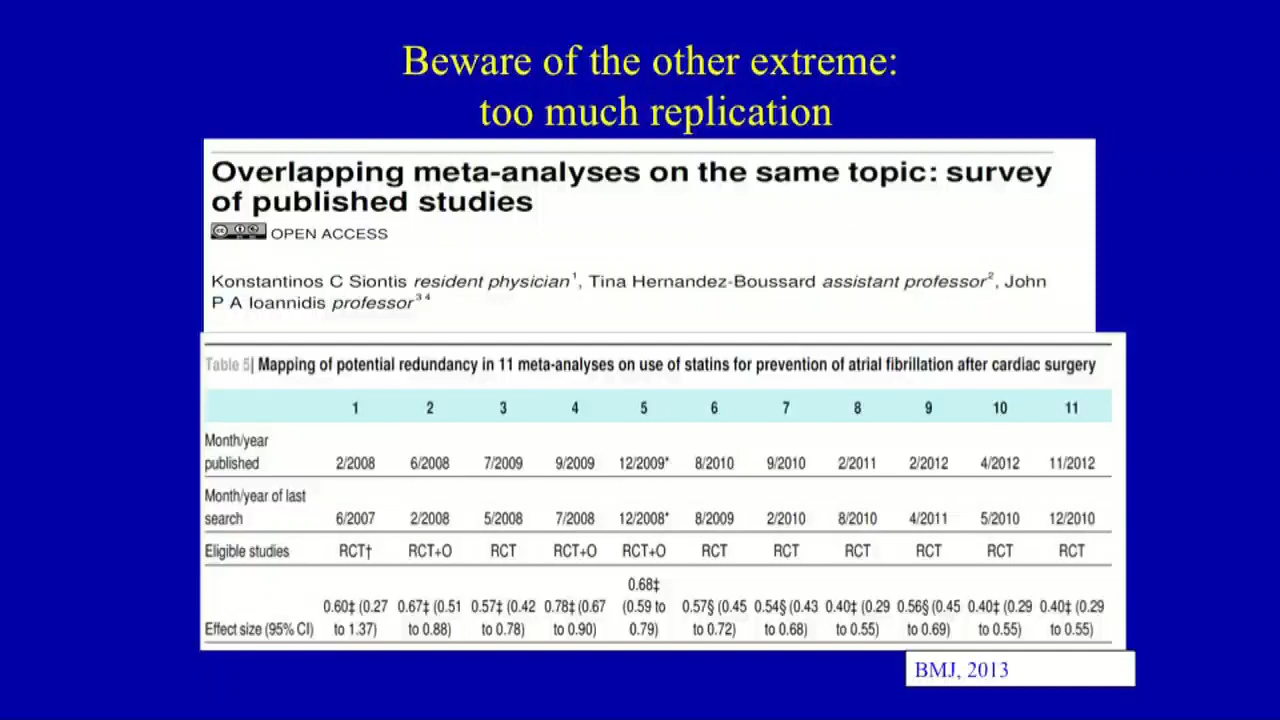 Beware of the other extreme:
too much replication
Overlapping meta-analyses on the same topic: survey
of published studies
OPEN ACCESS
Konstantinos C Siontis resident physician¹, Tina Hernandez-Boussard assistant professor², John
P A Ioannidis professor³ ⁴
Table 5| Mapping of potential redundancy in 11 meta-analyses on use of statins for prevention of atrial fibrillation after cardiac surgery
1 2 3 4 5 6 7 8 9 10 11
Month/year
published 2/2008 6/2008 7/2009 9/2009 12/2009* 8/2010 9/2010 2/2011 2/2012 4/2012 11/2012
Month/year of last
search 6/2007 2/2008 5/2008 7/2008 12/2008* 8/2009 2/2010 8/2010 4/2011 5/2010 12/2010
Eligible studies RCT† RCT+O RCT RCT+O RCT+O RCT RCT RCT RCT RCT RCT
0.68‡
0.60‡ (0.27 0.67‡ (0.51 0.57‡ (0.42 0.78‡ (0.67 (0.59 to 0.57§ (0.45 0.54§ (0.43 0.40‡ (0.29 0.56§ (0.45 0.40‡ (0.29 0.40‡ (0.29
Effect size (95% CI) to 1.37) to 0.88) to 0.78) to 0.90) 0.79) to 0.72) to 0.68) to 0.55) to 0.69) to 0.55) to 0.55)
BMJ, 2013